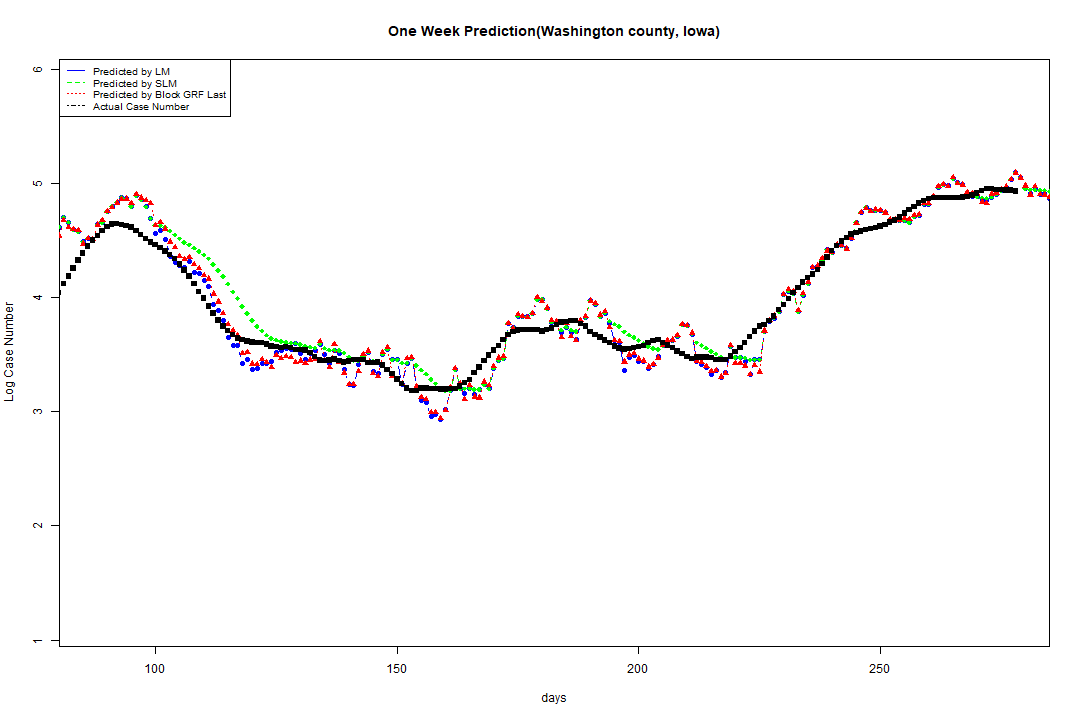 One Week Prediction(Washington county, Iowa)
Predicted by LM
Predicted by SLM
Predicted by Block GRF Last
Actual Case Number
Log Case Number
6
5
4
3
2
1
100 150 200 250
days